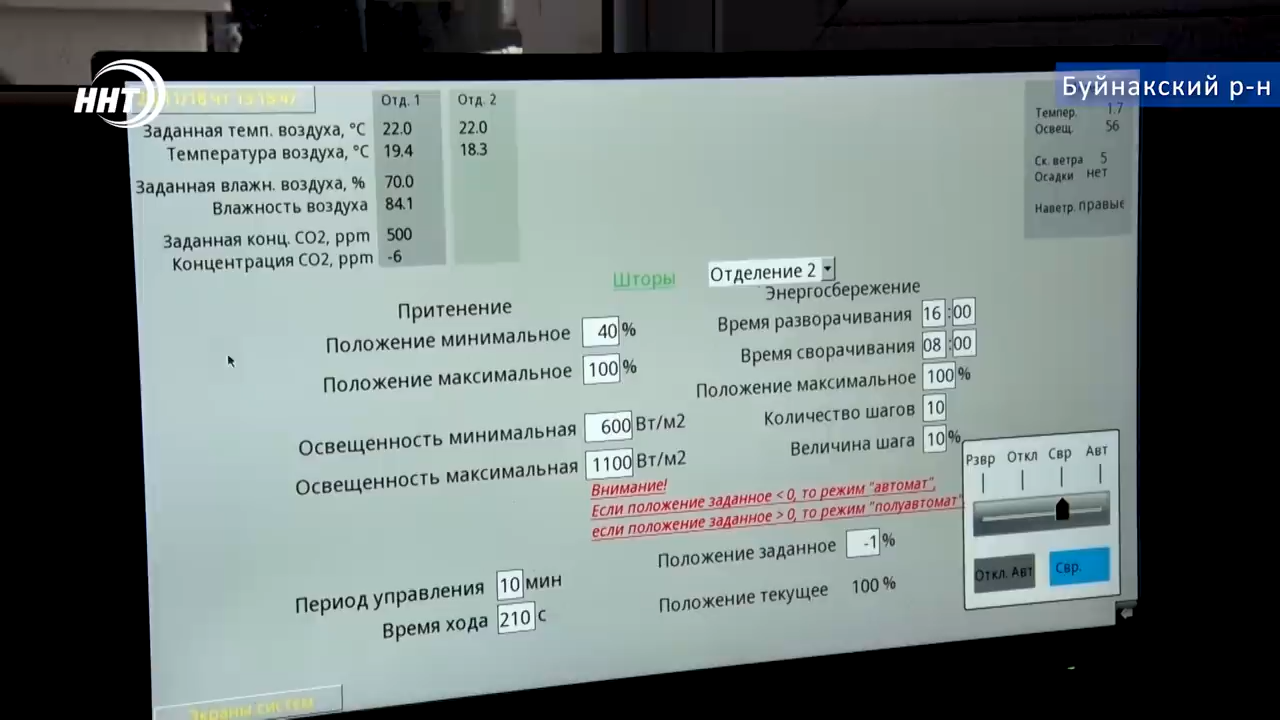 ННТ
Буйнакский р-н
Отд. 1 Отд. 2
Заданная темп. воздуха, °C 22.0 22.0
Температура воздуха, °C 19.4 18.3
Заданная влажн. воздуха, % 70.0
Влажность воздуха 84.1
Заданная конц. CO2, ppm 500
Концентрация CO2, ppm -6
Темпер. 1.7
Освещ. 56
Ск. ветра 5
Осадки нет
Наветр. правые
Шторы Отделение 2
Притенение
Положение минимальное 40 %
Положение максимальное 100 %
Освещенность минимальная 600 Вт/м2
Освещенность максимальная 1100 Вт/м2
Энергосбережение
Время разворачивания 16 : 00
Время сворачивания 08 : 00
Положение максимальное 100 %
Количество шагов 10
Величина шага 10 %
Внимание!
Если положение заданное < 0, то режим "автомат",
если положение заданное > 0, то режим "полуавтомат"
Положение заданное -1 %
Положение текущее 100 %
Период управления 10 мин
Время хода 210 с
Рзвр Откл Свр Авт
Откл. Авт Свр.
Экраны систем